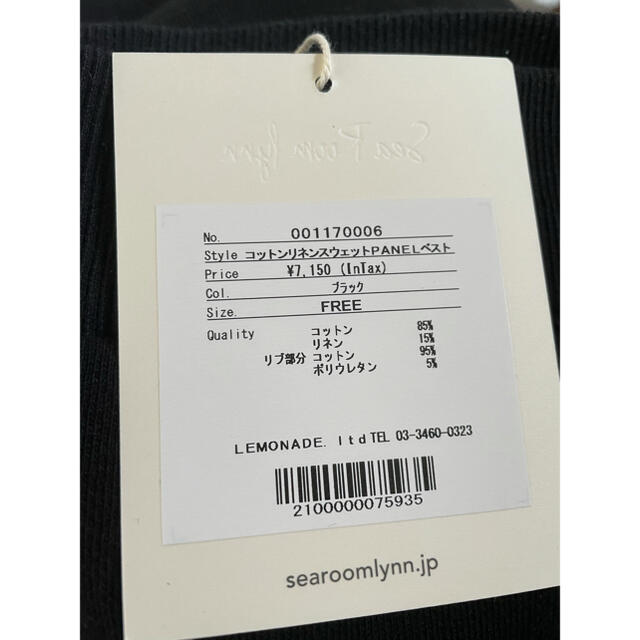 Sea Room lynn
No. 001170006
Style コットンリネンスウェットPANELベスト
Price ¥7,150 (InTax)
Col. ブラック
Size. FREE
Quality コットン 85%
リネン 15%
リブ部分 コットン 95%
ポリウレタン 5%
LEMONADE. ltd TEL 03-3460-0323
2100000075935
searoomlynn.jp